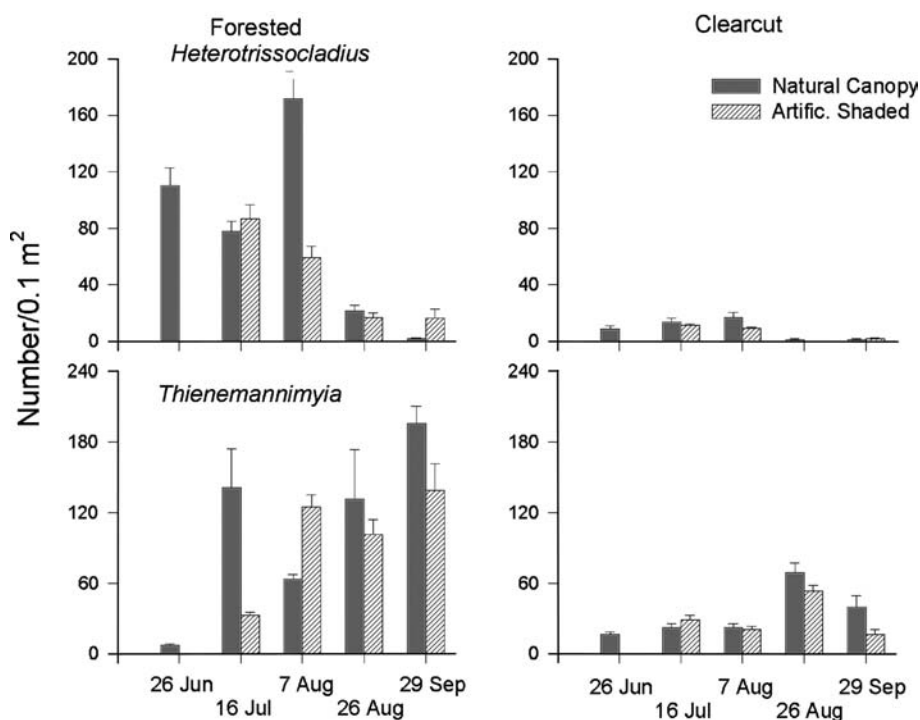 Forested
Clearcut
Heterotrissocladius
200
160
120
80
40
0
200
160
120
80
40
0
Natural Canopy
Artific. Shaded
Number/0.1 m²
Thienemannimyia
240
180
120
60
0
240
180
120
60
0
26 Jun
7 Aug
29 Sep
16 Jul
26 Aug
26 Jun
7 Aug
29 Sep
16 Jul
26 Aug